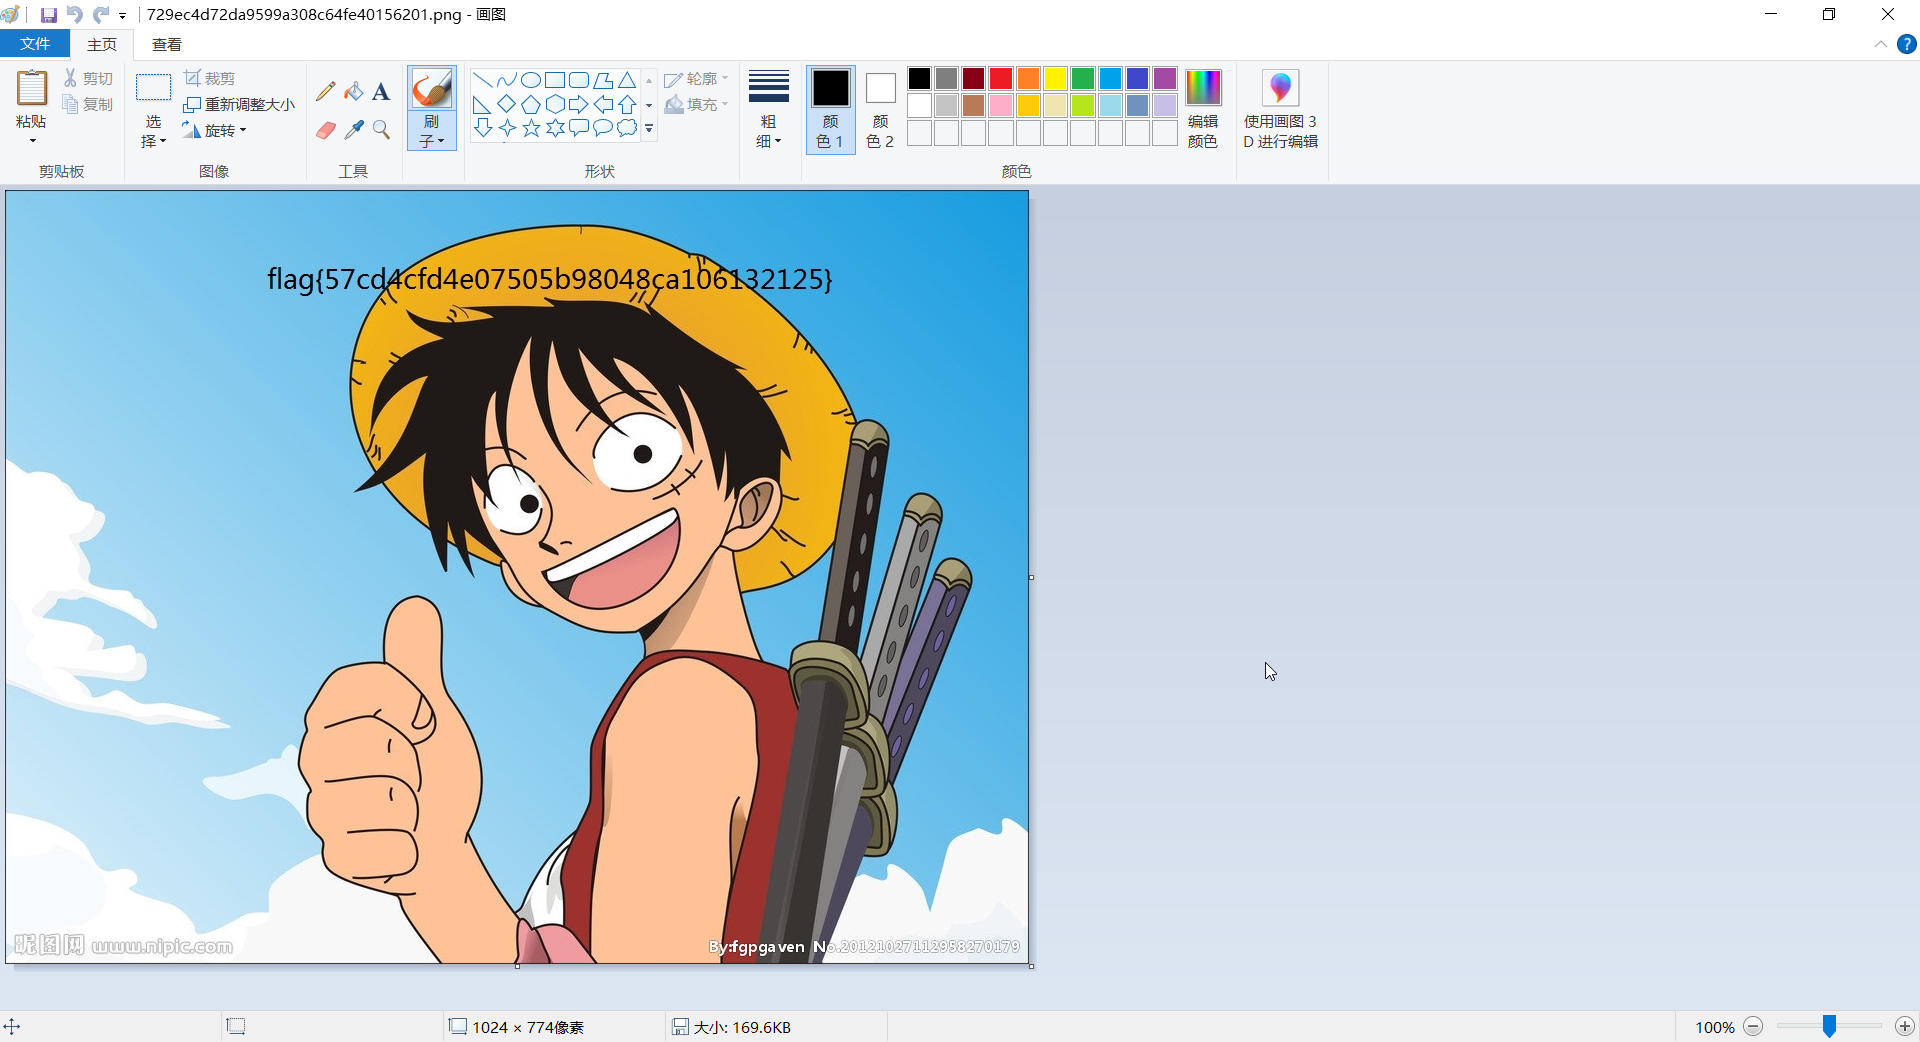 729ec4d72da9599a308c64fe40156201.png - 画图
文件 主页 查看
粘贴
剪切
复制
剪贴板
选择
裁剪
重新调整大小
旋转
图像
A
工具
刷子
形状
轮廓
填充
粗细
颜色 1
颜色 2
颜色
编辑颜色
使用画图 3D 进行编辑
flag{57cd4cfd4e07505b98048ca106132125}
昵图网 www.nipic.com
By:fgpgaven No.20121027112958270179
1024 × 774像素
大小: 169.6KB
100%